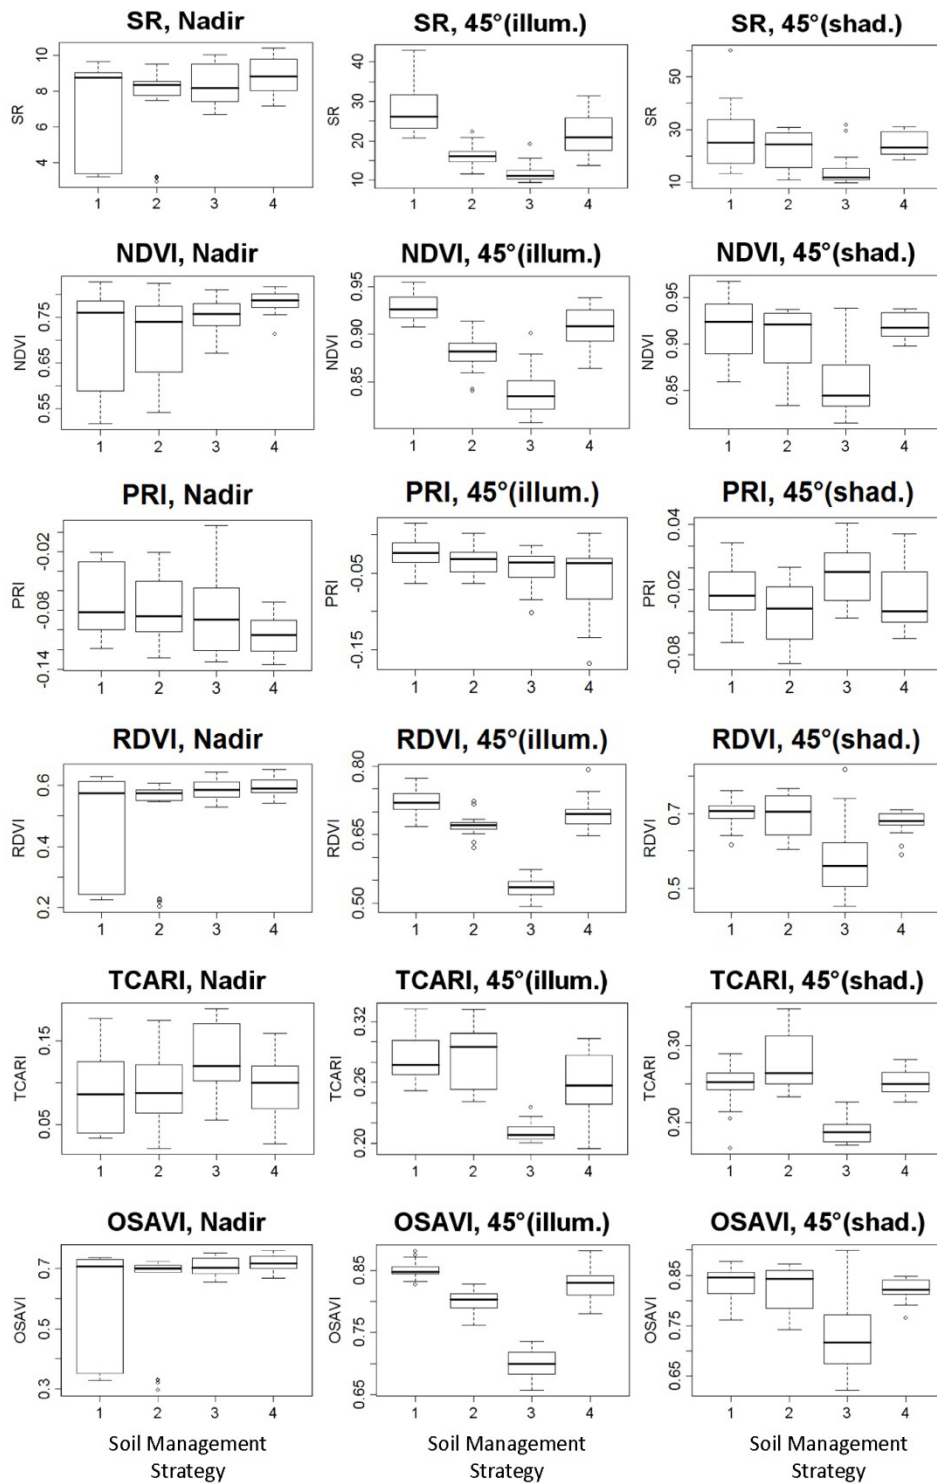 SR, Nadir
SR
10
8
6
4
1 2 3 4
SR, 45°(illum.)
SR
40
30
20
10
1 2 3 4
SR, 45°(shad.)
SR
50
30
10
1 2 3 4
NDVI, Nadir
NDVI
0.75
0.65
0.55
1 2 3 4
NDVI, 45°(illum.)
NDVI
0.95
0.90
0.85
1 2 3 4
NDVI, 45°(shad.)
NDVI
0.95
0.90
0.85
1 2 3 4
PRI, Nadir
PRI
-0.02
-0.08
-0.14
1 2 3 4
PRI, 45°(illum.)
PRI
-0.05
-0.15
1 2 3 4
PRI, 45°(shad.)
PRI
0.04
-0.02
-0.08
1 2 3 4
RDVI, Nadir
RDVI
0.6
0.4
0.2
1 2 3 4
RDVI, 45°(illum.)
RDVI
0.80
0.65
0.50
1 2 3 4
RDVI, 45°(shad.)
RDVI
0.7
0.5
1 2 3 4
TCARI, Nadir
TCARI
0.15
0.05
1 2 3 4
TCARI, 45°(illum.)
TCARI
0.32
0.26
0.20
1 2 3 4
TCARI, 45°(shad.)
TCARI
0.30
0.20
1 2 3 4
OSAVI, Nadir
OSAVI
0.7
0.5
0.3
1 2 3 4
Soil Management
Strategy
OSAVI, 45°(illum.)
OSAVI
0.85
0.75
0.65
1 2 3 4
Soil Management
Strategy
OSAVI, 45°(shad.)
OSAVI
0.85
0.75
0.65
1 2 3 4
Soil Management
Strategy